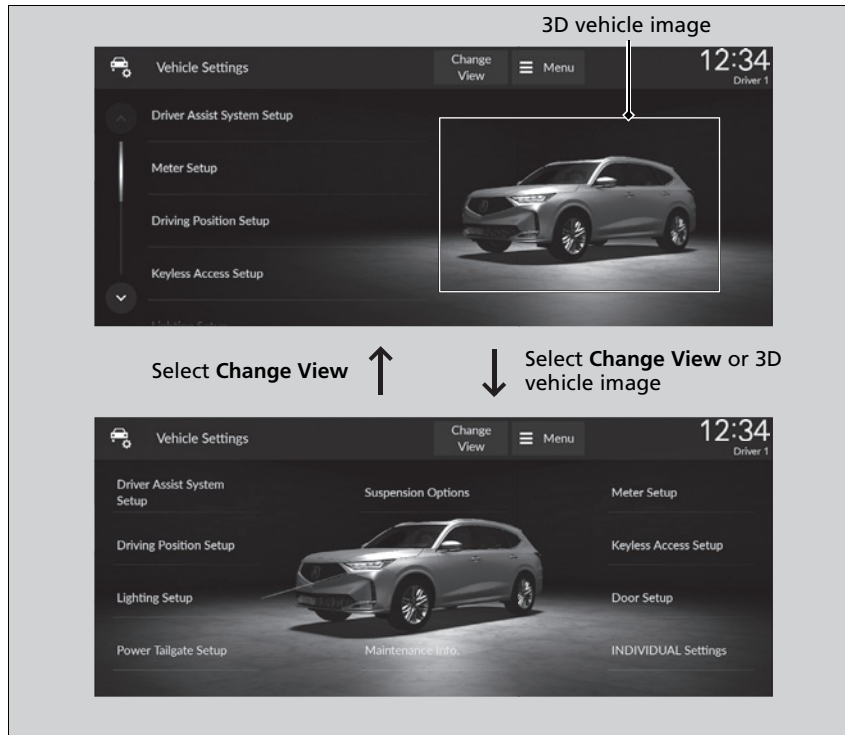 3D vehicle image
Vehicle Settings
Change
View
Menu
12:34
Driver 1
Driver Assist System Setup
Meter Setup
Driving Position Setup
Keyless Access Setup
Lighting Setup
Select Change View
Select Change View or 3D
vehicle image
Vehicle Settings
Change
View
Menu
12:34
Driver 1
Driver Assist System
Setup
Suspension Options
Meter Setup
Driving Position Setup
Keyless Access Setup
Lighting Setup
Door Setup
Power Tailgate Setup
Maintenance Info.
INDIVIDUAL Settings